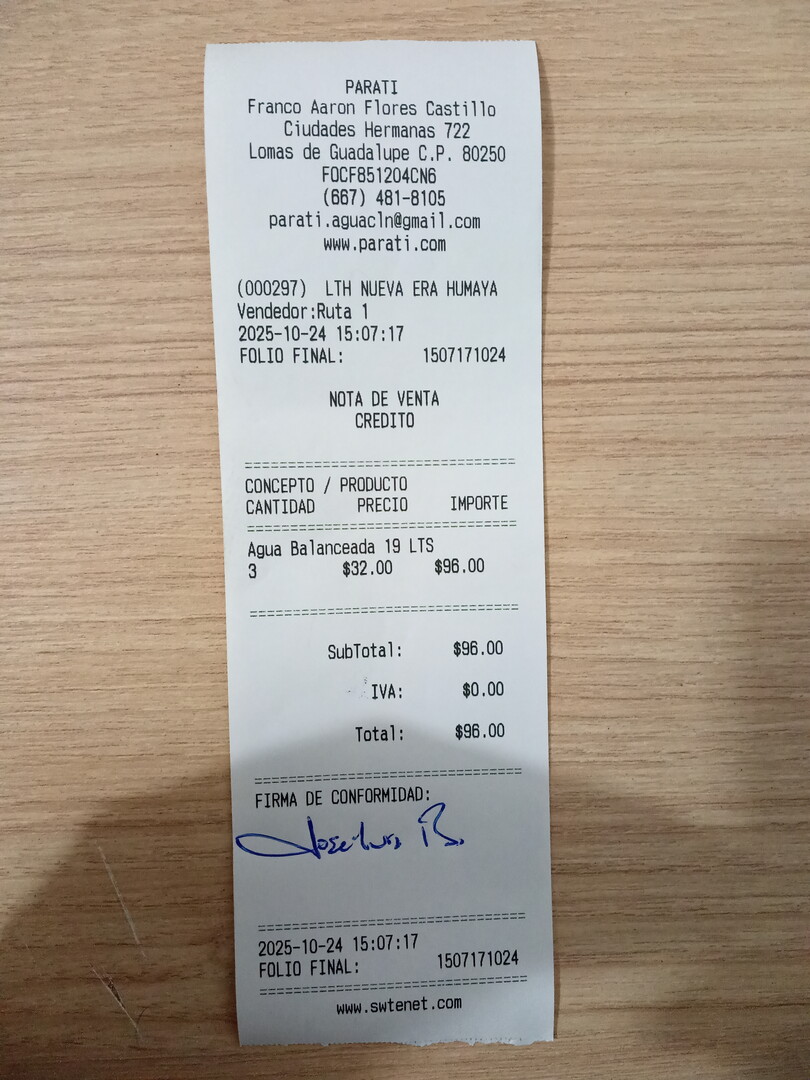 PARATI
Franco Aaron Flores Castillo
Ciudades Hermanas 722
Lomas de Guadalupe C.P. 80250
FOCF851204CN6
(667) 481-8105
parati.aguacln@gmail.com
www.parati.com
(000297) LTH NUEVA ERA HUMAYA
Vendedor:Ruta 1
2025-10-24 15:07:17
FOLIO FINAL: 1507171024
NOTA DE VENTA
CREDITO
CONCEPTO / PRODUCTO
CANTIDAD PRECIO IMPORTE
Agua Balanceada 19 LTS
3 $32.00 $96.00
SubTotal: $96.00
IVA: $0.00
Total: $96.00
FIRMA DE CONFORMIDAD:
Jose Luis B.
2025-10-24 15:07:17
FOLIO FINAL: 1507171024
www.swtenet.com